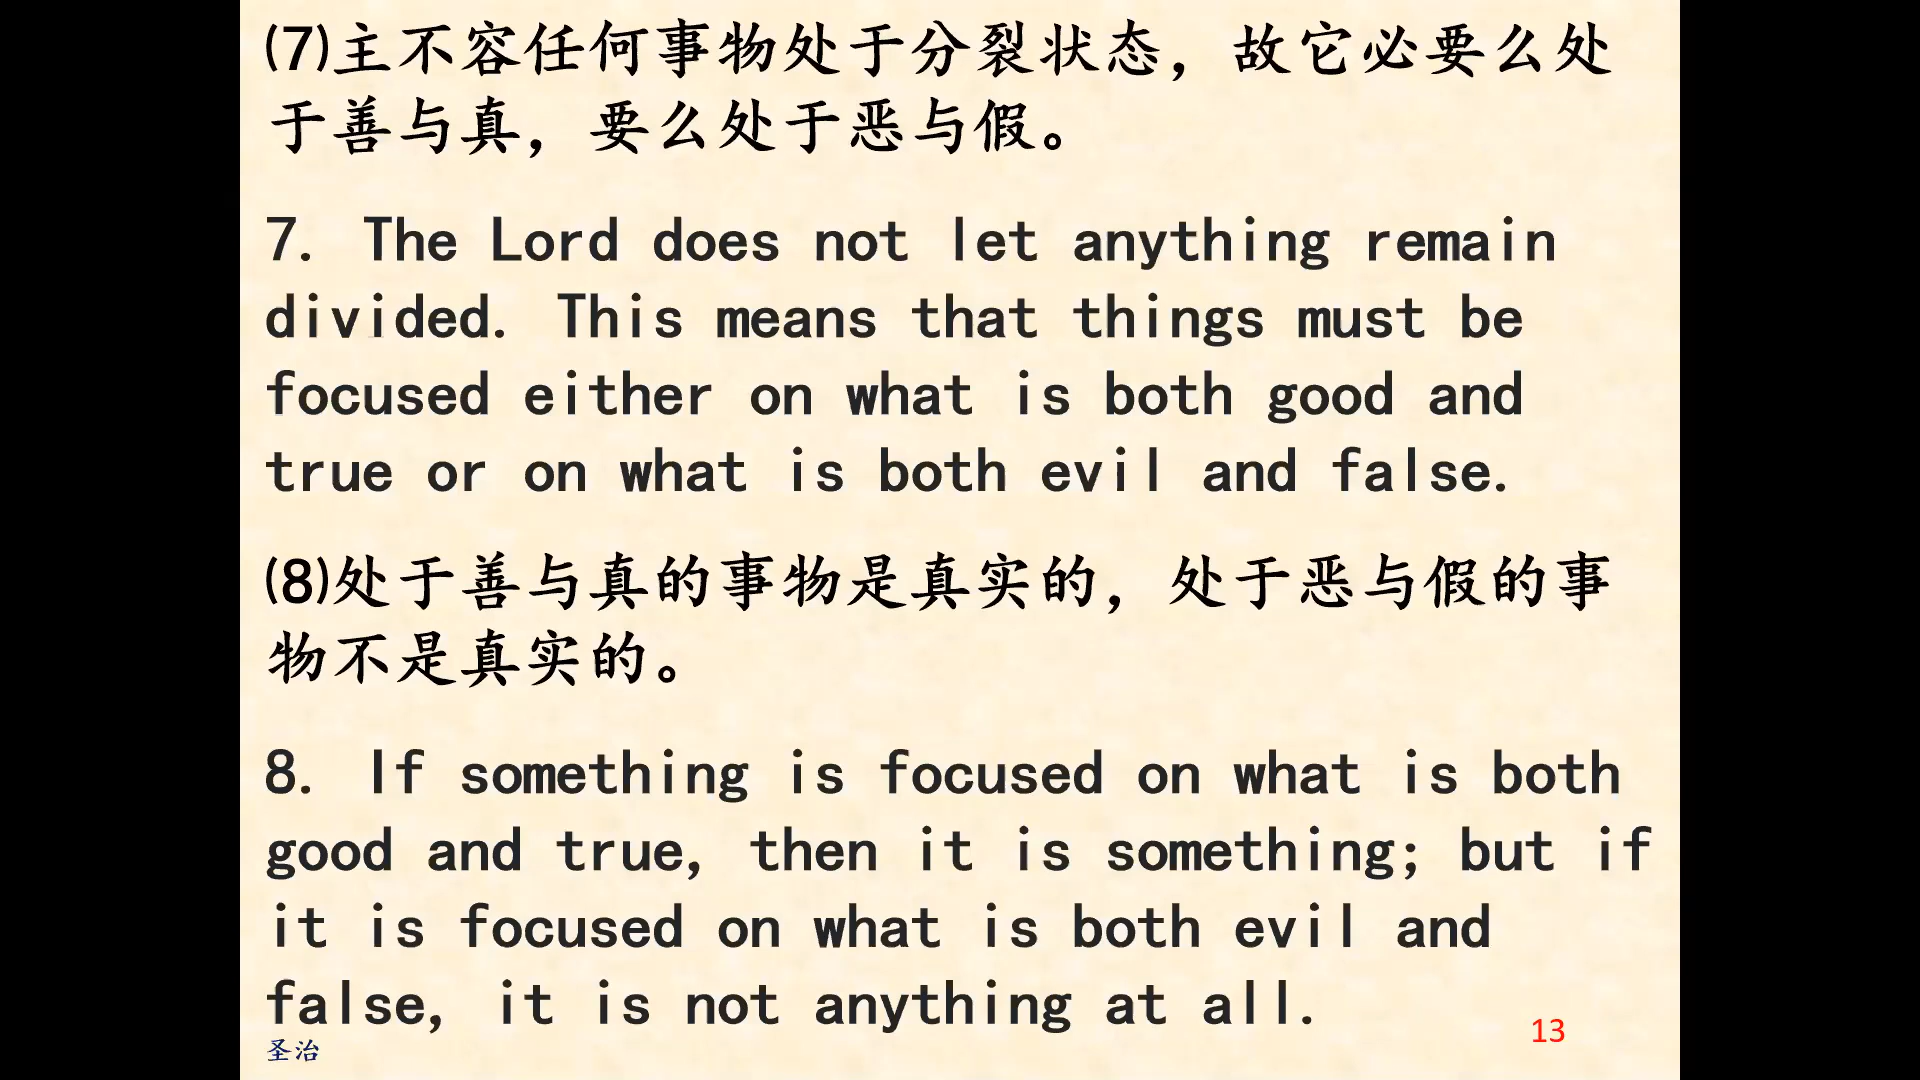 (7)主不容任何事物处于分裂状态，故它必要么处
于善与真，要么处于恶与假。
7. The Lord does not let anything remain
divided. This means that things must be
focused either on what is both good and
true or on what is both evil and false.
(8)处于善与真的事物是真实的，处于恶与假的事
物不是真实的。
8. If something is focused on what is both
good and true, then it is something; but if
it is focused on what is both evil and
false, it is not anything at all.
圣治
13